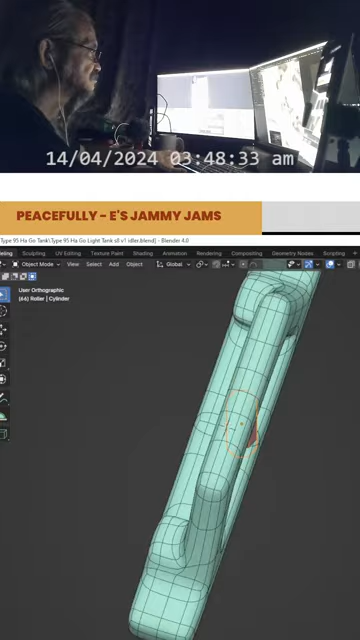 14/04/2024 03:48:33 am
PEACEFULLY - E'S JAMMY JAMS
Type 95 Ha Go Tank\Type 95 Ha Go Light Tank s8 v1 idler.blend] - Blender 4.0
Sculpting UV Editing Texture Paint Shading Animation Rendering Compositing Geometry Nodes Scripting
Object Mode View Select Add Object Global
User Orthographic
(66) Roller | Cylinder